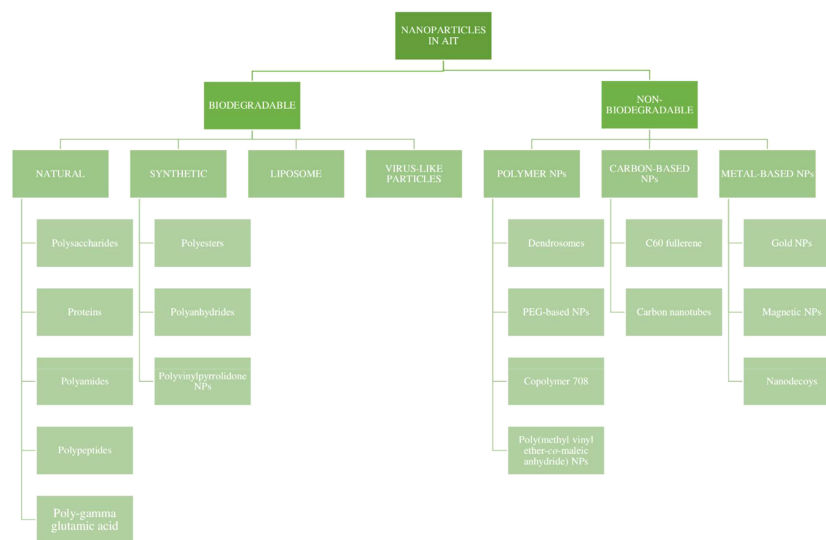 NANOPARTICLES
IN AIT
BIODEGRADABLE
NON-
BIODEGRADABLE
NATURAL
SYNTHETIC
LIPOSOME
VIRUS-LIKE
PARTICLES
POLYMER NPs
CARBON-BASED
NPs
METAL-BASED NPs
Polysaccharides
Polyesters
Dendrosomes
C60 fullerene
Gold NPs
Proteins
Polyanhydrides
PEG-based NPs
Carbon nanotubes
Magnetic NPs
Polyamides
Polyvinylpyrrolidone
NPs
Copolymer 708
Nanodecoys
Polypeptides
Poly(methyl vinyl
ether-co-maleic
anhydride) NPs
Poly-gamma
glutamic acid